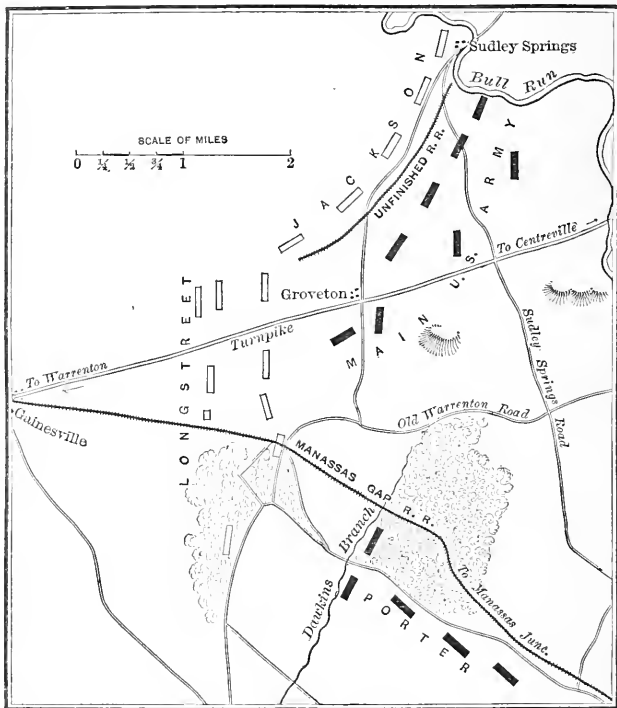 Sudley Springs
Bull Run
SCALE OF MILES
0 ¼ ½ ¾ 1 2
JACKSON
UNFINISHED R.R.
MAIN U.S. ARMY
To Centreville
Groveton
LONGSTREET
Turnpike
To Warrenton
Sudley Springs Road
Old Warrenton Road
Gainesville
MANASSAS GAP R.R.
To Manassas Junc.
Dawkins Branch
PORTER